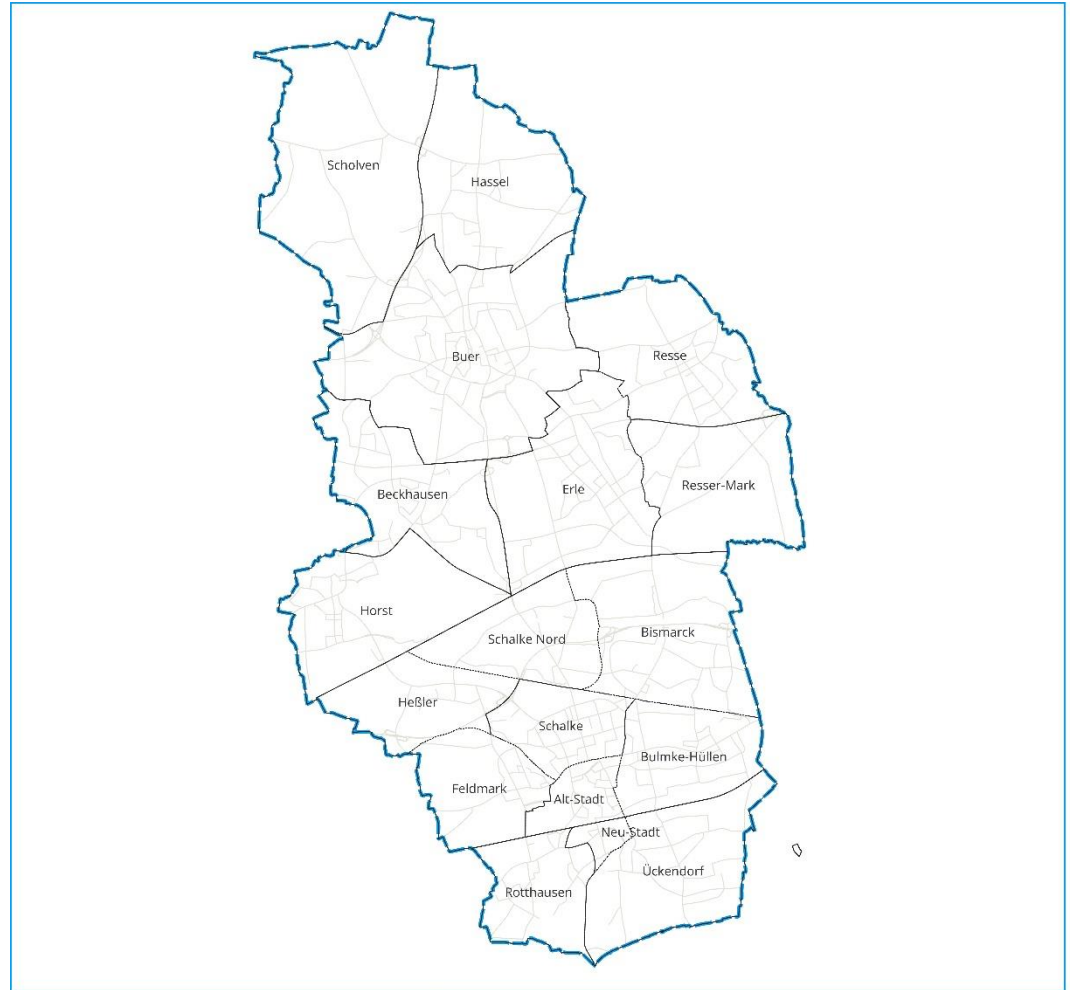 Scholven
Hassel
Buer
Resse
Beckhausen
Erle
Resser-Mark
Horst
Schalke Nord
Bismarck
Heßler
Schalke
Bulmke-Hüllen
Feldmark
Alt-Stadt
Neu-Stadt
Ückendorf
Rotthausen